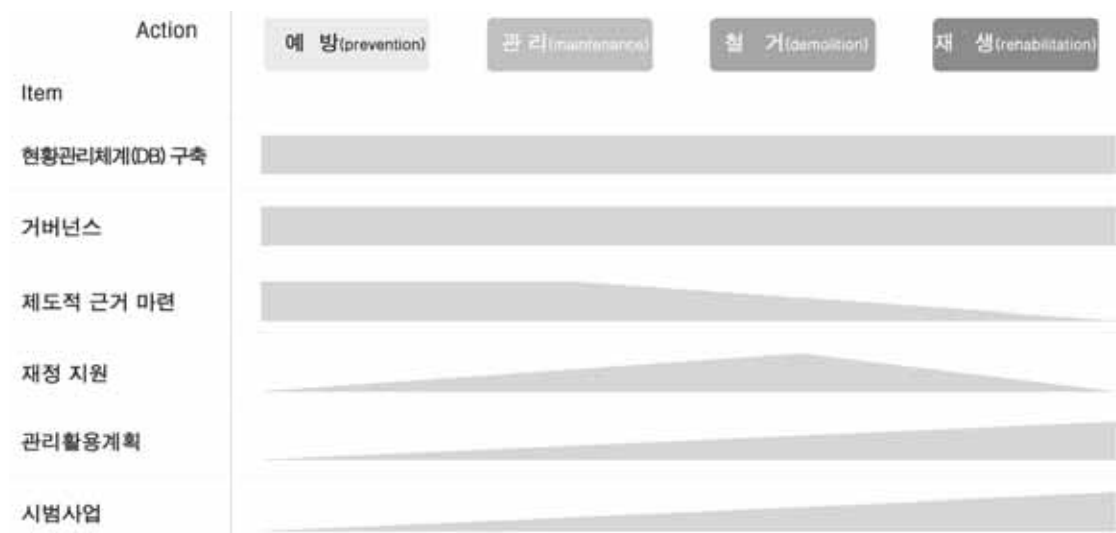 Action
예 방(prevention) 관 리(maintenance) 철 거(demolition) 재 생(rehabilitation)
Item
현황관리체계(DB) 구축
거버넌스
제도적 근거 마련
재정 지원
관리활용계획
시범사업